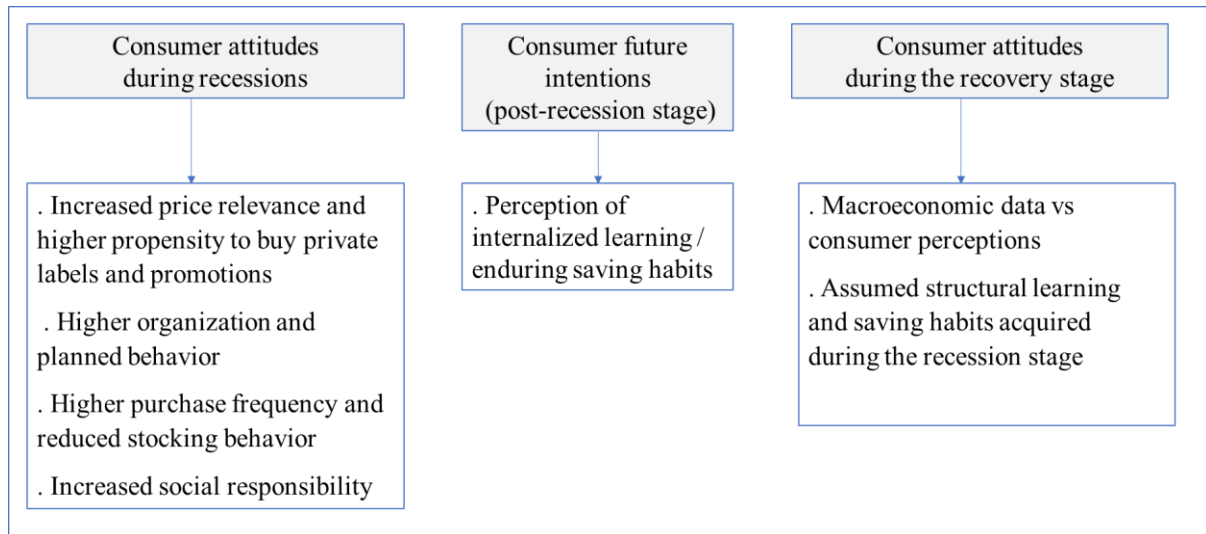 Consumer attitudes
during recessions
. Increased price relevance and
higher propensity to buy private
labels and promotions
. Higher organization and
planned behavior
. Higher purchase frequency and
reduced stocking behavior
. Increased social responsibility
Consumer future
intentions
(post-recession stage)
. Perception of
internalized learning /
enduring saving habits
Consumer attitudes
during the recovery stage
. Macroeconomic data vs
consumer perceptions
. Assumed structural learning
and saving habits acquired
during the recession stage